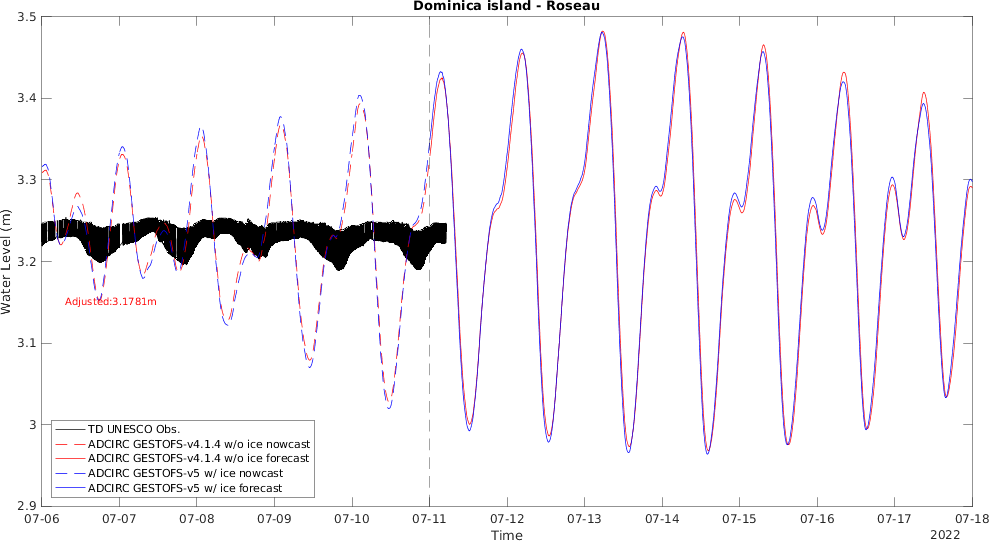 Dominica island - Roseau
3.5
3.4
3.3
3.2
3.1
3
2.9
Water Level (m)
Adjusted:3.1781m
TD UNESCO Obs.
ADCIRC GESTOFS-v4.1.4 w/o ice nowcast
ADCIRC GESTOFS-v4.1.4 w/o ice forecast
ADCIRC GESTOFS-v5 w/ ice nowcast
ADCIRC GESTOFS-v5 w/ ice forecast
07-06 07-07 07-08 07-09 07-10 07-11 07-12 07-13 07-14 07-15 07-16 07-17 07-18
Time
2022